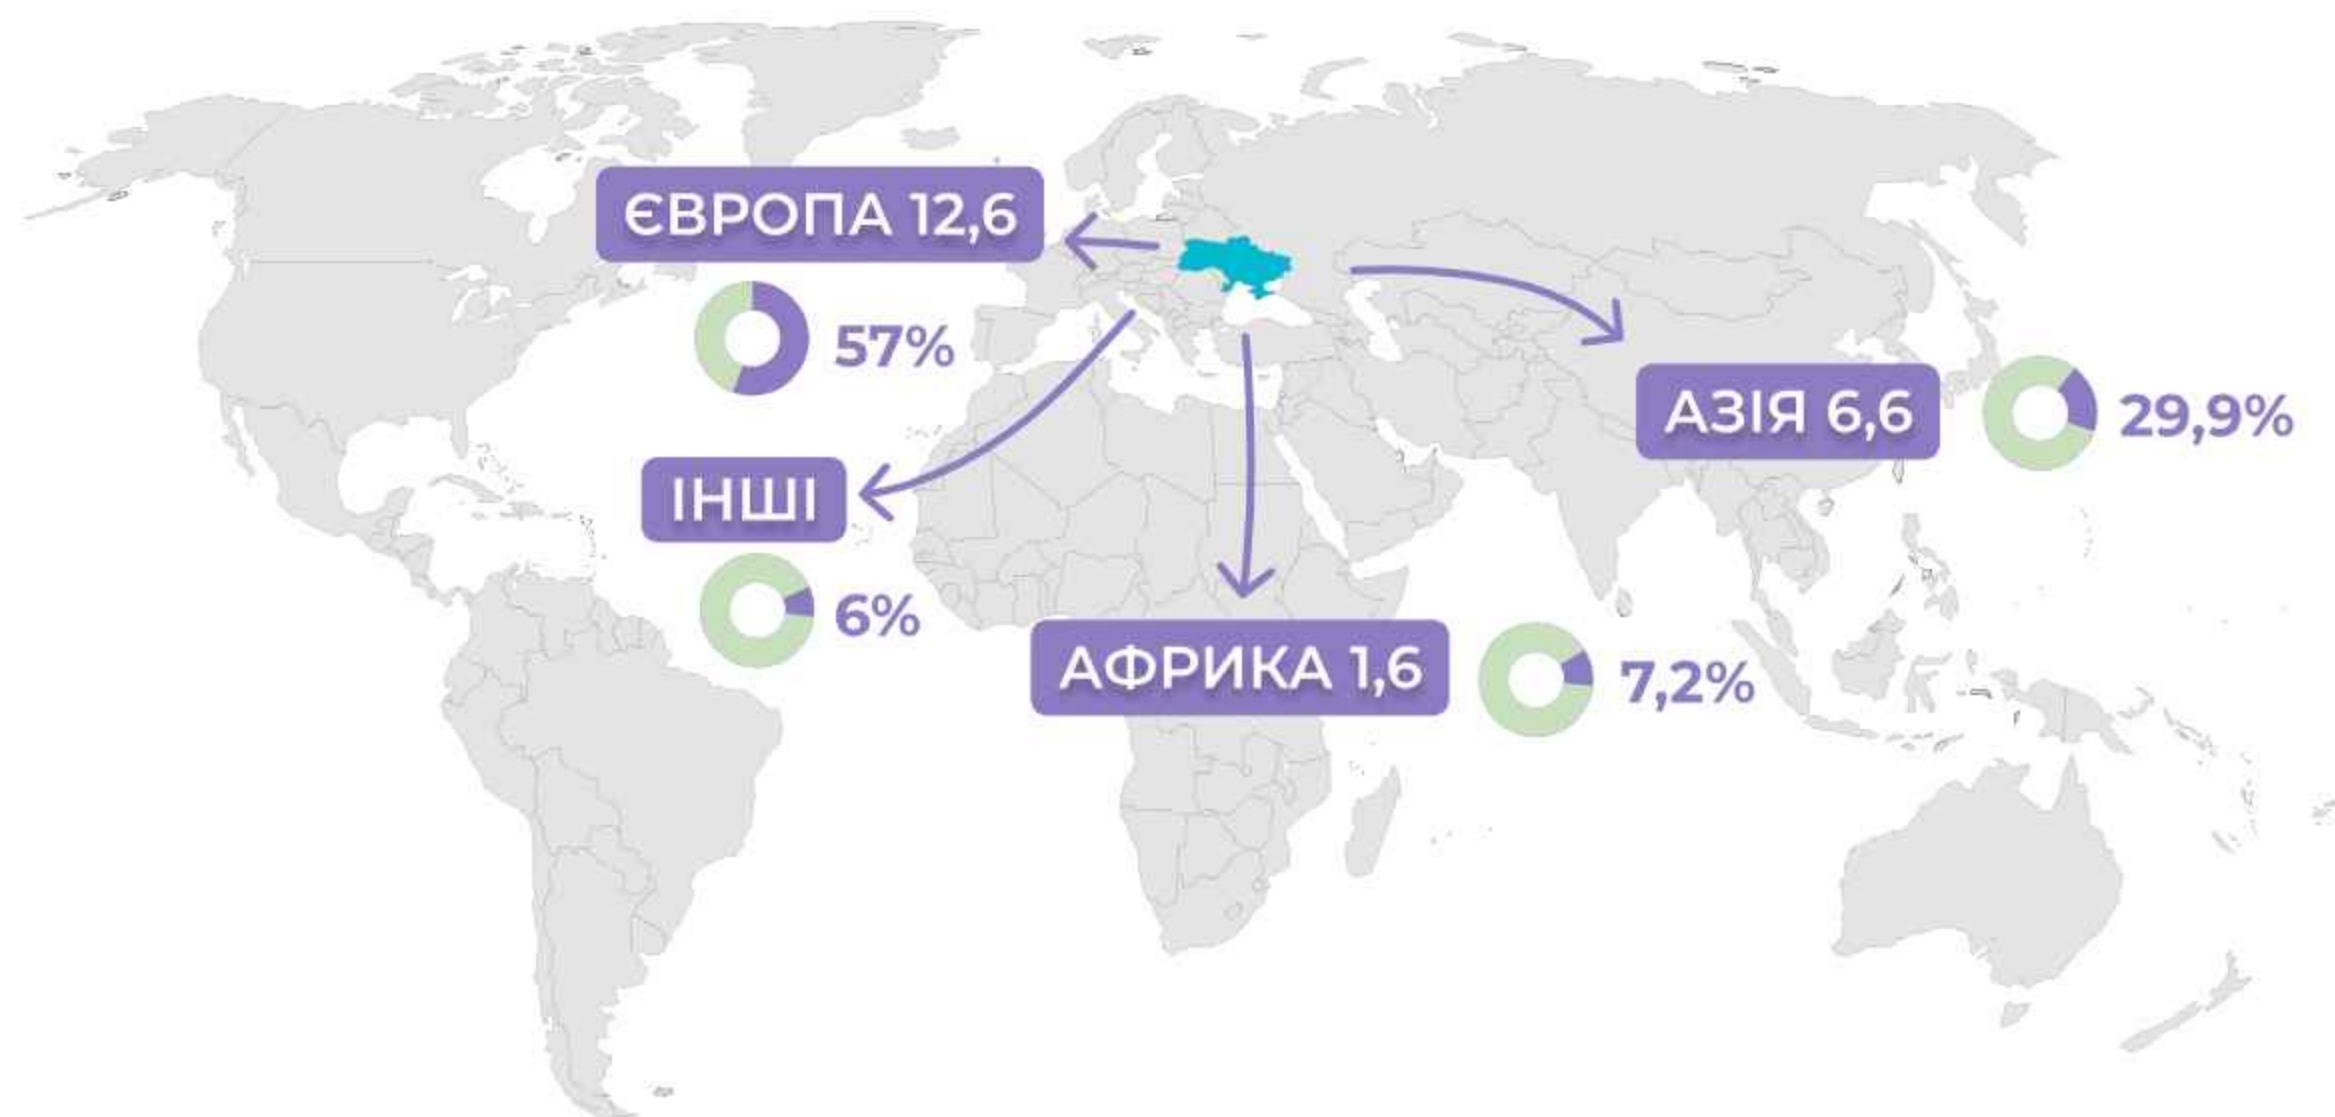 ЄВРОПА 12,6
57%
АЗІЯ 6,6
29,9%
ІНШІ
6%
АФРИКА 1,6
7,2%